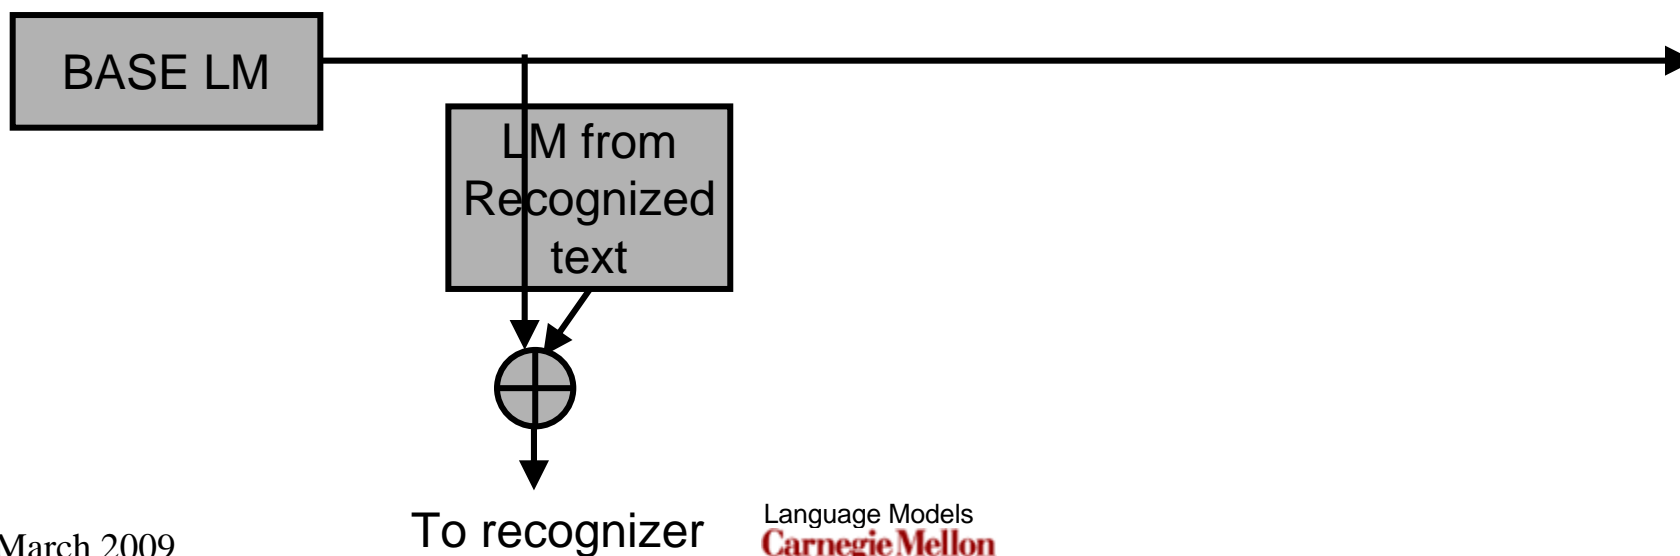 BASE LM
LM from
Recognized
text
To recognizer
March 2009
Language Models
Carnegie Mellon